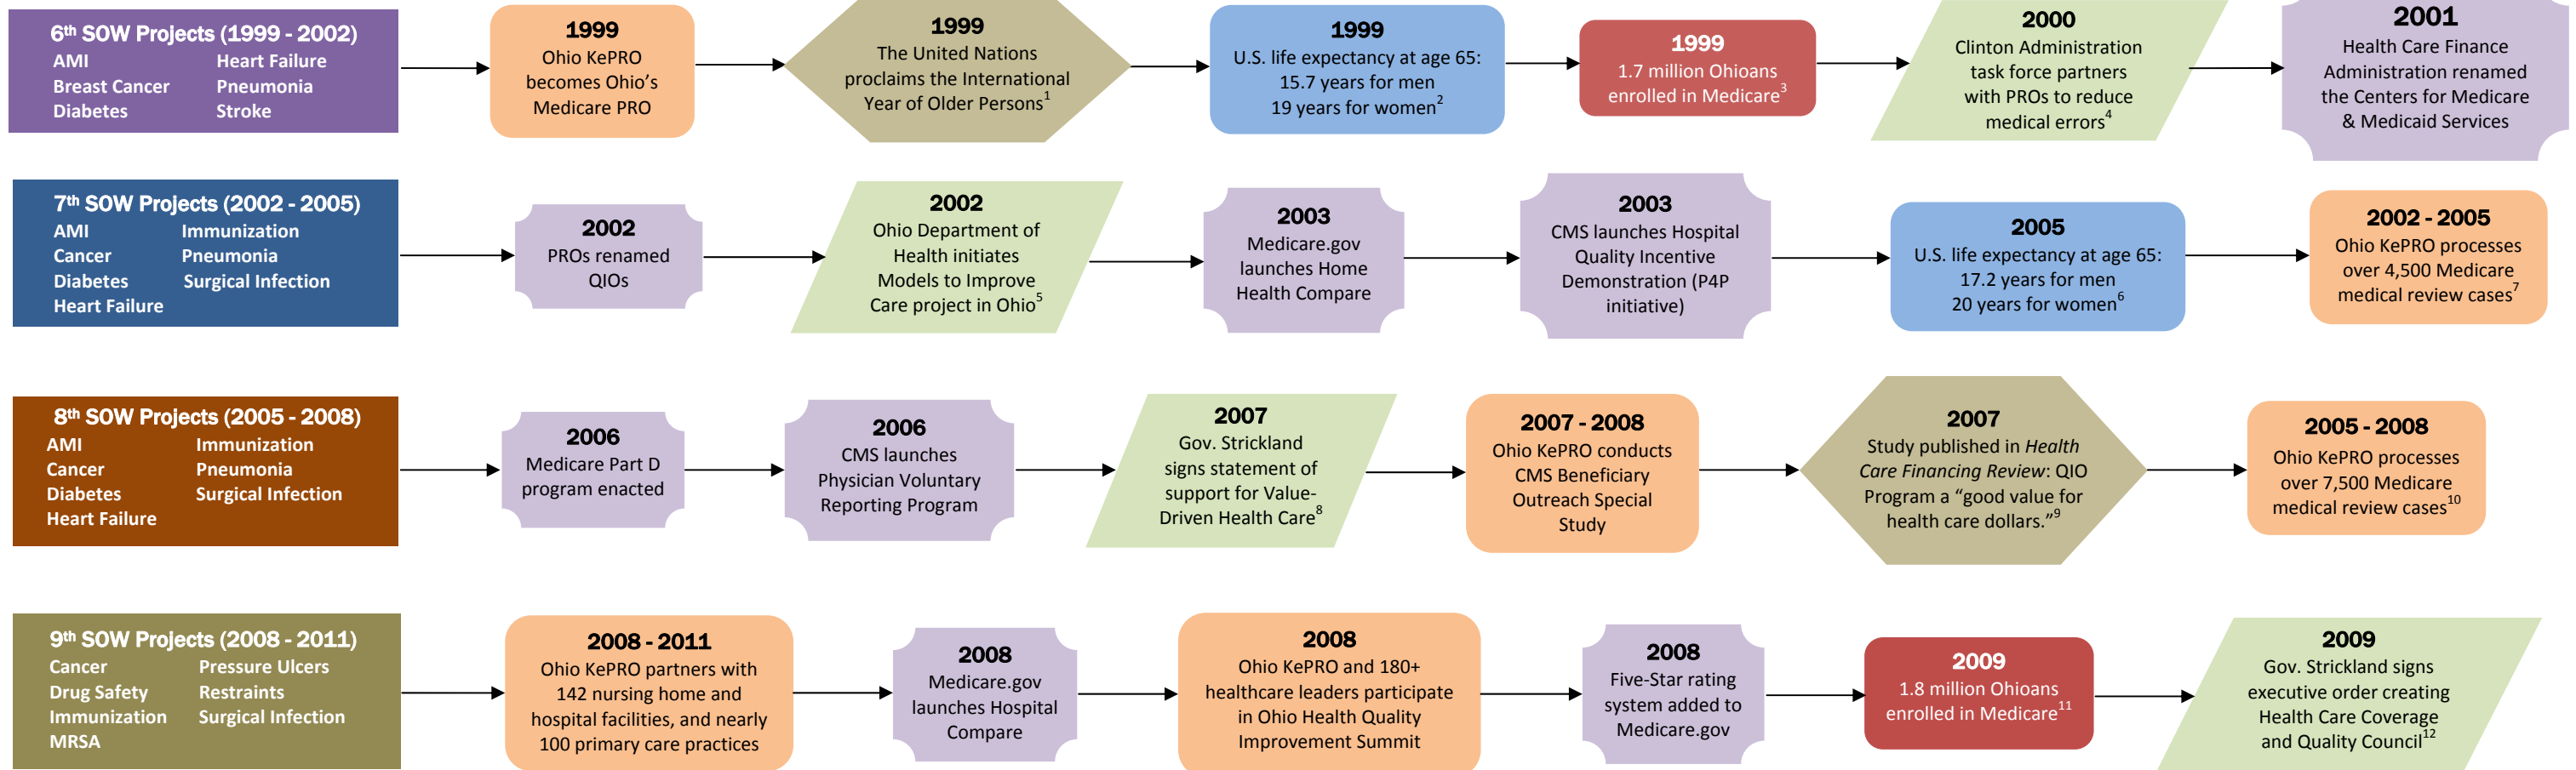 6th SOW Projects (1999 - 2002)
AMI Heart Failure
Breast Cancer Pneumonia
Diabetes Stroke
1999
Ohio KePRO
becomes Ohio’s
Medicare PRO
1999
The United Nations
proclaims the International
Year of Older Persons1
1999
U.S. life expectancy at age 65:
15.7 years for men
19 years for women2
1999
1.7 million Ohioans
enrolled in Medicare3
2000
Clinton Administration
task force partners
with PROs to reduce
medical errors4
2001
Health Care Finance
Administration renamed
the Centers for Medicare
& Medicaid Services
7th SOW Projects (2002 - 2005)
AMI Immunization
Cancer Pneumonia
Diabetes Surgical Infection
Heart Failure
2002
PROs renamed
QIOs
2002
Ohio Department of
Health initiates
Models to Improve
Care project in Ohio5
2003
Medicare.gov
launches Home
Health Compare
2003
CMS launches Hospital
Quality Incentive
Demonstration (P4P
initiative)
2005
U.S. life expectancy at age 65:
17.2 years for men
20 years for women6
2002 - 2005
Ohio KePRO processes
over 4,500 Medicare
medical review cases7
8th SOW Projects (2005 - 2008)
AMI Immunization
Cancer Pneumonia
Diabetes Surgical Infection
Heart Failure
2006
Medicare Part D
program enacted
2006
CMS launches
Physician Voluntary
Reporting Program
2007
Gov. Strickland
signs statement of
support for Value-
Driven Health Care8
2007 - 2008
Ohio KePRO conducts
CMS Beneficiary
Outreach Special
Study
2007
Study published in Health
Care Financing Review: QIO
Program a “good value for
health care dollars.”9
2005 - 2008
Ohio KePRO processes
over 7,500 Medicare
medical review cases10
9th SOW Projects (2008 - 2011)
Cancer Pressure Ulcers
Drug Safety Restraints
Immunization Surgical Infection
MRSA
2008 - 2011
Ohio KePRO partners with
142 nursing home and
hospital facilities, and nearly
100 primary care practices
2008
Medicare.gov
launches Hospital
Compare
2008
Ohio KePRO and 180+
healthcare leaders participate
in Ohio Health Quality
Improvement Summit
2008
Five-Star rating
system added to
Medicare.gov
2009
1.8 million Ohioans
enrolled in Medicare11
2009
Gov. Strickland signs
executive order creating
Health Care Coverage
and Quality Council12